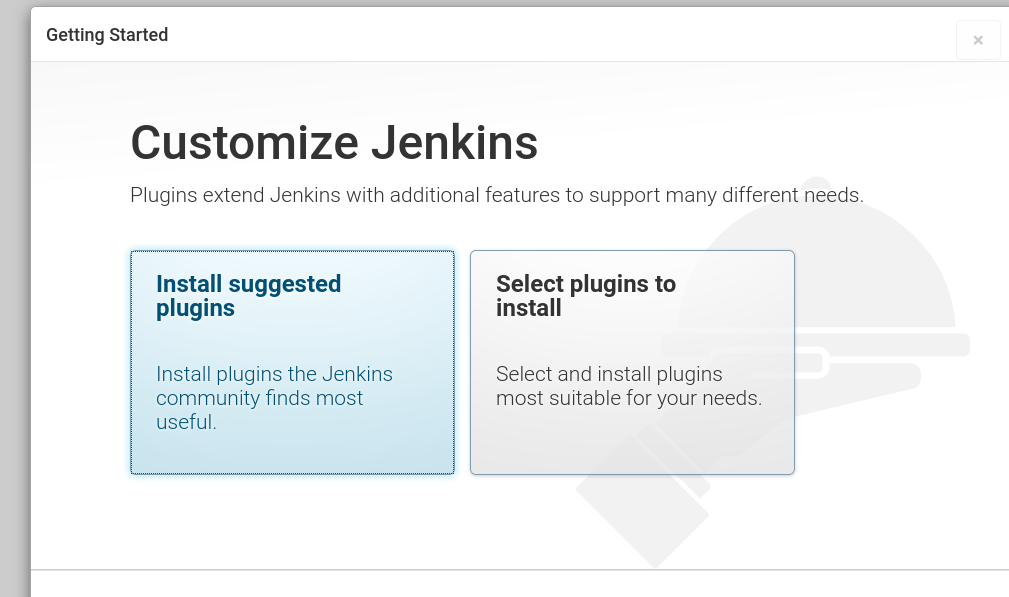 Getting Started
×
Customize Jenkins
Plugins extend Jenkins with additional features to support many different needs.
Install suggested
plugins
Install plugins the Jenkins
community finds most
useful.
Select plugins to
install
Select and install plugins
most suitable for your needs.